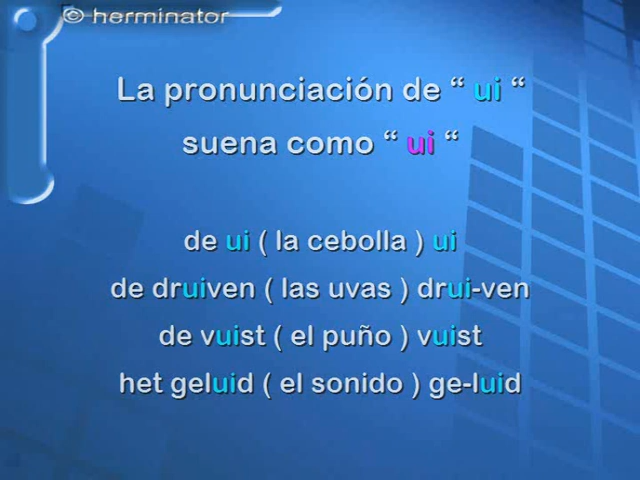 © herminator
La pronunciación de “ ui “
suena como “ ui “
de ui ( la cebolla ) ui
de druiven ( las uvas ) drui-ven
de vuist ( el puño ) vuist
het geluid ( el sonido ) ge-luid